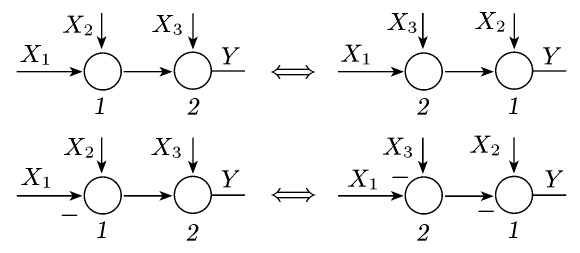 X₂ X₃ X₃ X₂
X₁ Y ⟺ X₁ Y
1 2 2 1
X₂ X₃ X₃ X₂
X₁ Y ⟺ X₁ − Y
− −
1 2 2 1